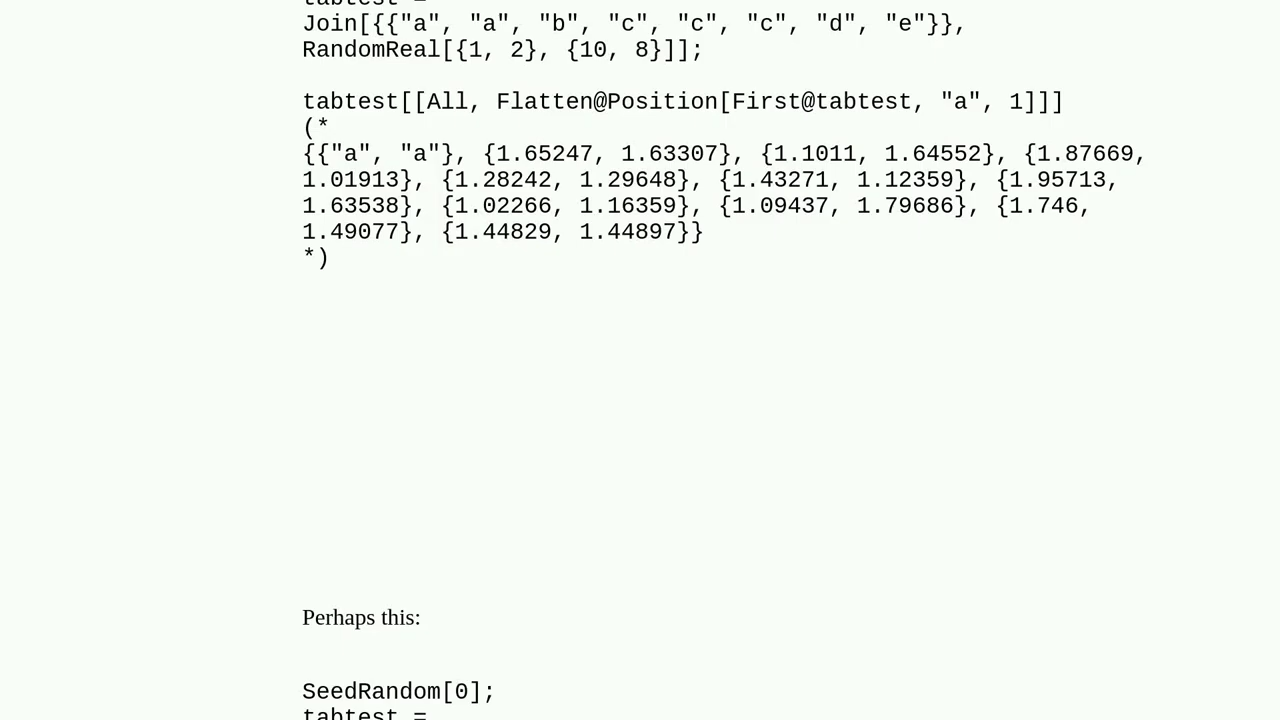 tabtest =
Join[{{"a", "a", "b", "c", "c", "c", "d", "e"}},
RandomReal[{1, 2}, {10, 8}]];
tabtest[[All, Flatten@Position[First@tabtest, "a", 1]]]
(*
{{"a", "a"}, {1.65247, 1.63307}, {1.1011, 1.64552}, {1.87669,
1.01913}, {1.28242, 1.29648}, {1.43271, 1.12359}, {1.95713,
1.63538}, {1.02266, 1.16359}, {1.09437, 1.79686}, {1.746,
1.49077}, {1.44829, 1.44897}}
*)
Perhaps this:
SeedRandom[0];
tabtest =